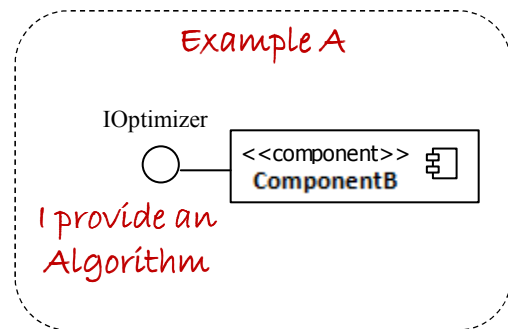 Example A
IOptimizer
<<component>>
ComponentB
I provide an
Algorithm